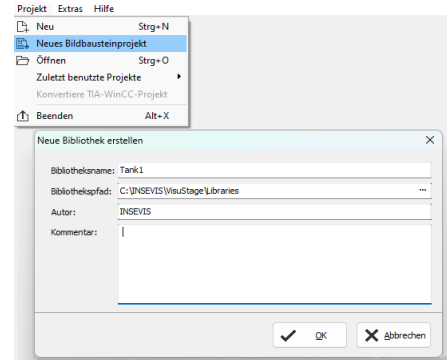 Projekt Extras Hilfe
Neu Strg+N
Neues Bildbausteinprojekt
Öffnen Strg+O
Zuletzt benutzte Projekte
Konvertiere TIA-WinCC-Projekt
Beenden Alt+X
Neue Bibliothek erstellen
Bibliotheksname: Tank1
Bibliothekspfad: C:\INSEVIS\VisuStage\Libraries ...
Autor: INSEVIS
Kommentar:
OK Abbrechen